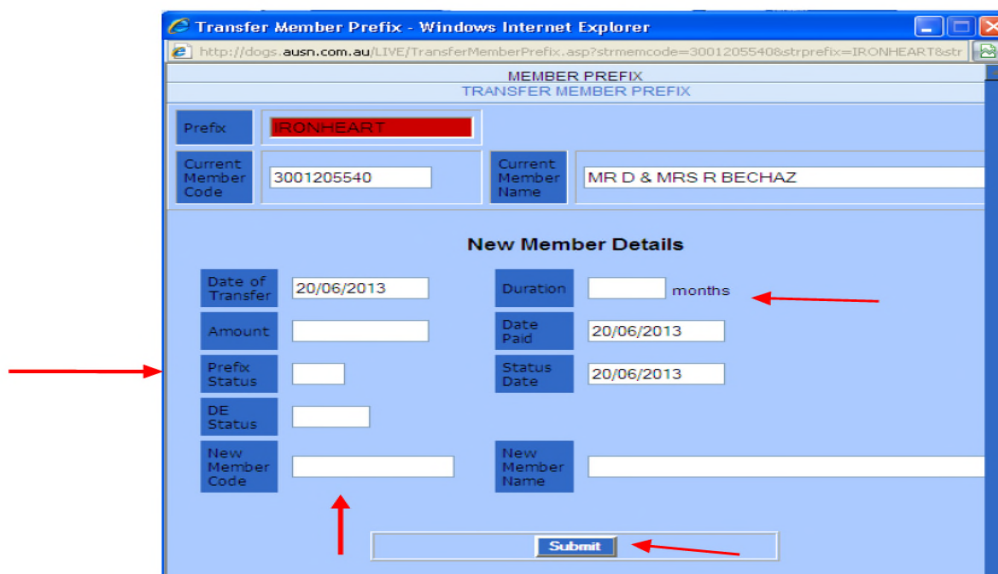 Transfer Member Prefix - Windows Internet Explorer
http://dogs.ausn.com.au/LIVE/TransferMemberPrefix.asp?strmemcode=3001205540&strprefix=IRONHEART&str
MEMBER PREFIX
TRANSFER MEMBER PREFIX
Prefix IRONHEART
Current Member Code 3001205540 Current Member Name MR D & MRS R BECHAZ
New Member Details
Date of Transfer 20/06/2013 Duration months
Amount Date Paid 20/06/2013
Prefix Status Status Date 20/06/2013
DE Status
New Member Code New Member Name
Submit